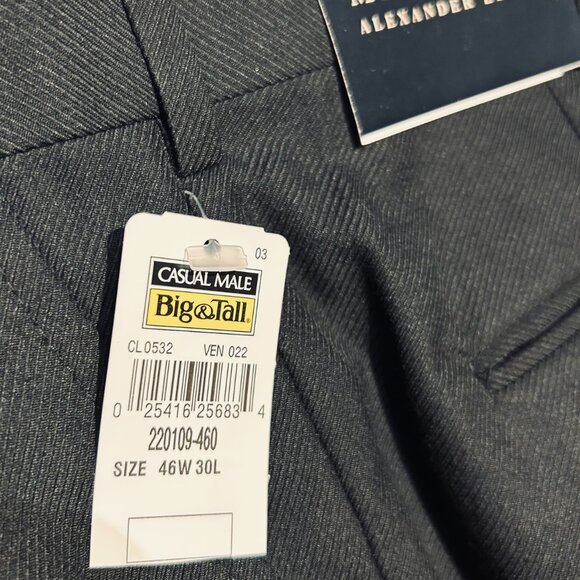 ALEXANDER
03
CASUAL MALE
Big&Tall®
CL0532 VEN 022
0 25416 25683 4
220109-460
SIZE 46W 30L